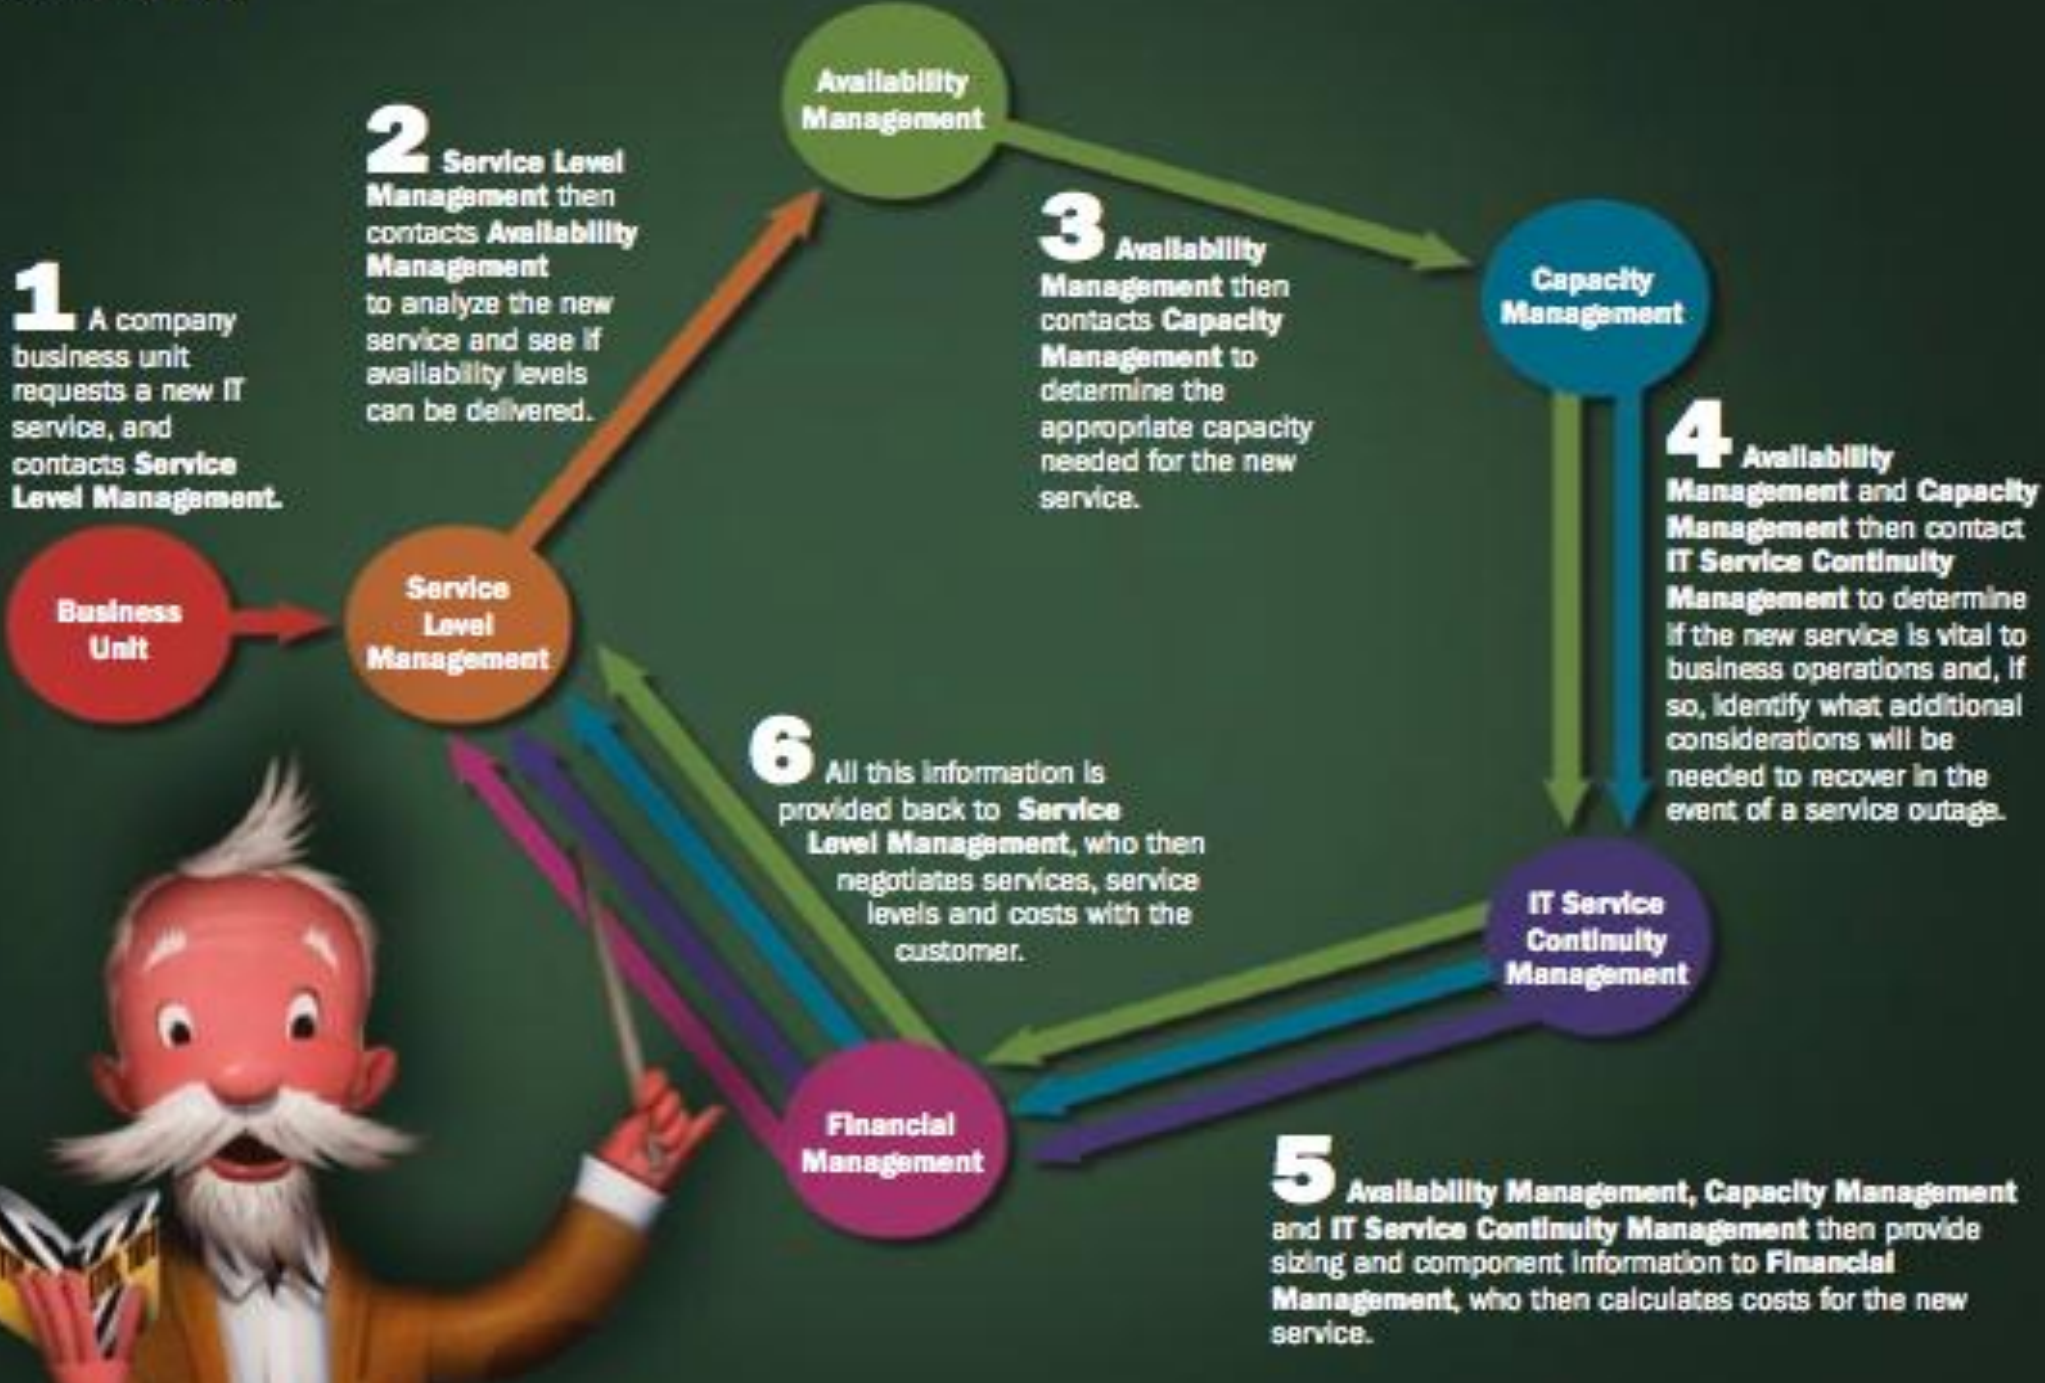 1 A company
business unit
requests a new IT
service, and
contacts Service
Level Management.
Business
Unit
2 Service Level
Management then
contacts Availability
Management
to analyze the new
service and see if
availability levels
can be delivered.
Service
Level
Management
Availability
Management
3 Availability
Management then
contacts Capacity
Management to
determine the
appropriate capacity
needed for the new
service.
Capacity
Management
4 Availability
Management and Capacity
Management then contact
IT Service Continuity
Management to determine
if the new service is vital to
business operations and, if
so, identify what additional
considerations will be
needed to recover in the
event of a service outage.
IT Service
Continuity
Management
5 Availability Management, Capacity Management
and IT Service Continuity Management then provide
sizing and component information to Financial
Management, who then calculates costs for the new
service.
Financial
Management
6 All this information is
provided back to Service
Level Management, who then
negotiates services, service
levels and costs with the
customer.